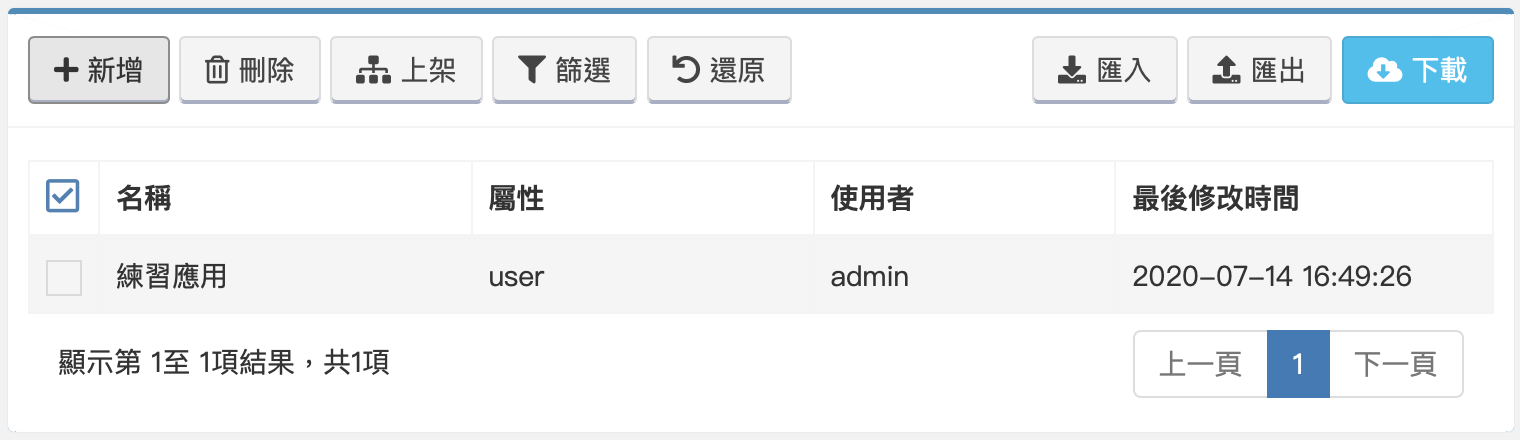 新增 刪除 上架 篩選 還原 匯入 匯出 下載
名稱 屬性 使用者 最後修改時間
練習應用 user admin 2020-07-14 16:49:26
顯示第 1至 1項結果，共1項 上一頁 1 下一頁